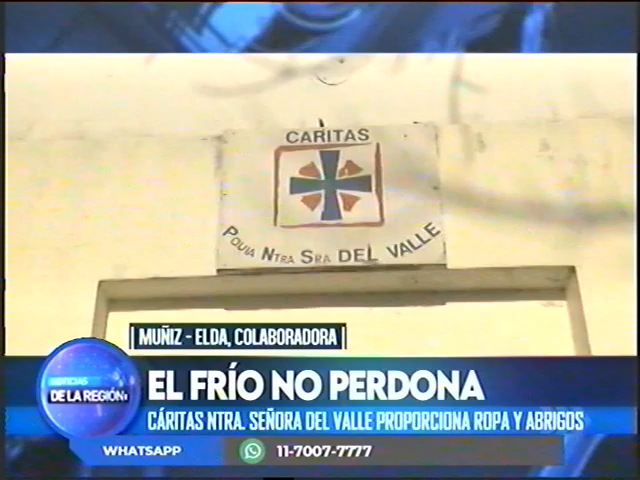 CARITAS
PQUIA NTRA SRA DEL VALLE
MUÑIZ - ELDA, COLABORADORA
NOTICIAS
DE LA REGIÓN
EL FRÍO NO PERDONA
CÁRITAS NTRA. SEÑORA DEL VALLE PROPORCIONA ROPA Y ABRIGOS
WHATSAPP
11-7007-7777